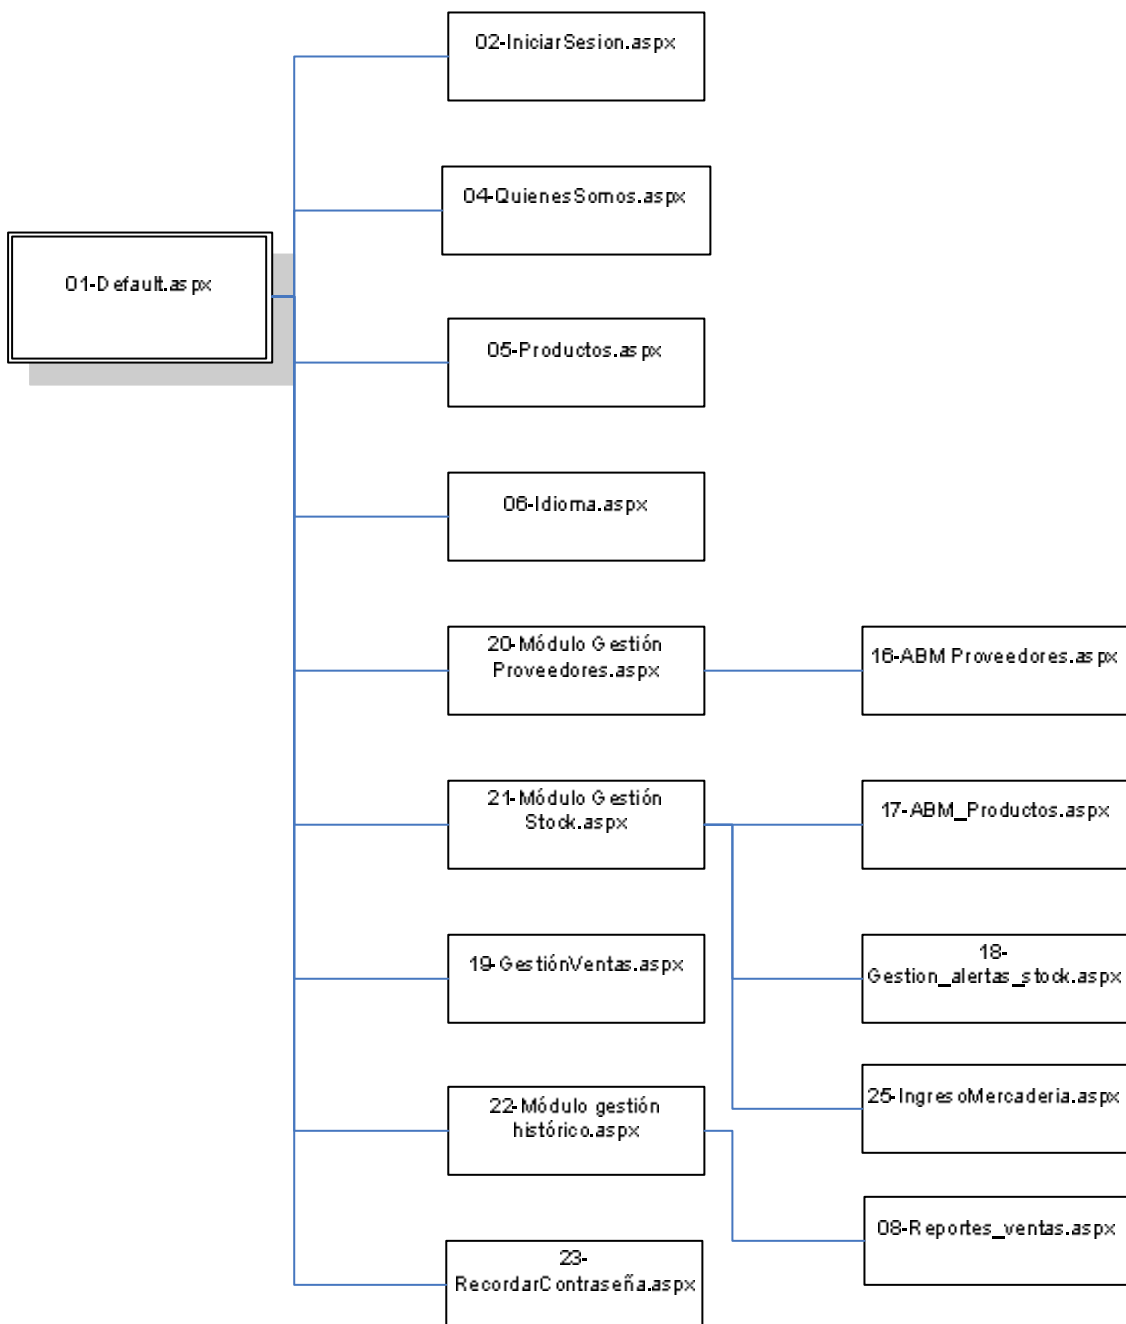 02-IniciarSesion.aspx
04-QuienesSomos.aspx
01-Default.aspx
05-Productos.aspx
06-Idioma.aspx
20-Módulo Gestión
Proveedores.aspx
16-ABM Proveedores.aspx
21-Módulo Gestión
Stock.aspx
17-ABM_Productos.aspx
19-GestiónVentas.aspx
18-
Gestion_alertas_stock.aspx
25-IngresoMercaderia.aspx
22-Módulo gestión
histórico.aspx
08-Reportes_ventas.aspx
23-
RecordarContraseña.aspx